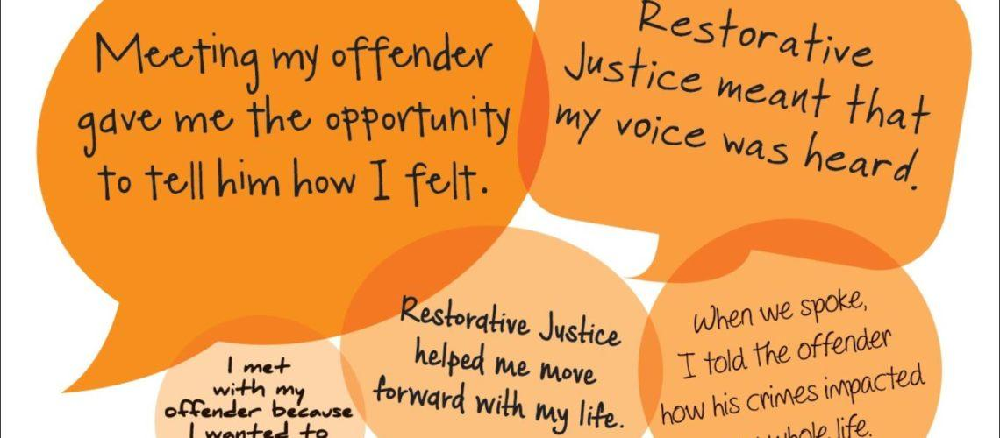 Meeting my offender
gave me the opportunity
to tell him how I felt.
Restorative
Justice meant that
my voice was heard.
I met
with my
offender because
I wanted to
Restorative Justice
helped me move
forward with my life.
When we spoke,
I told the offender
how his crimes impacted
whole life.